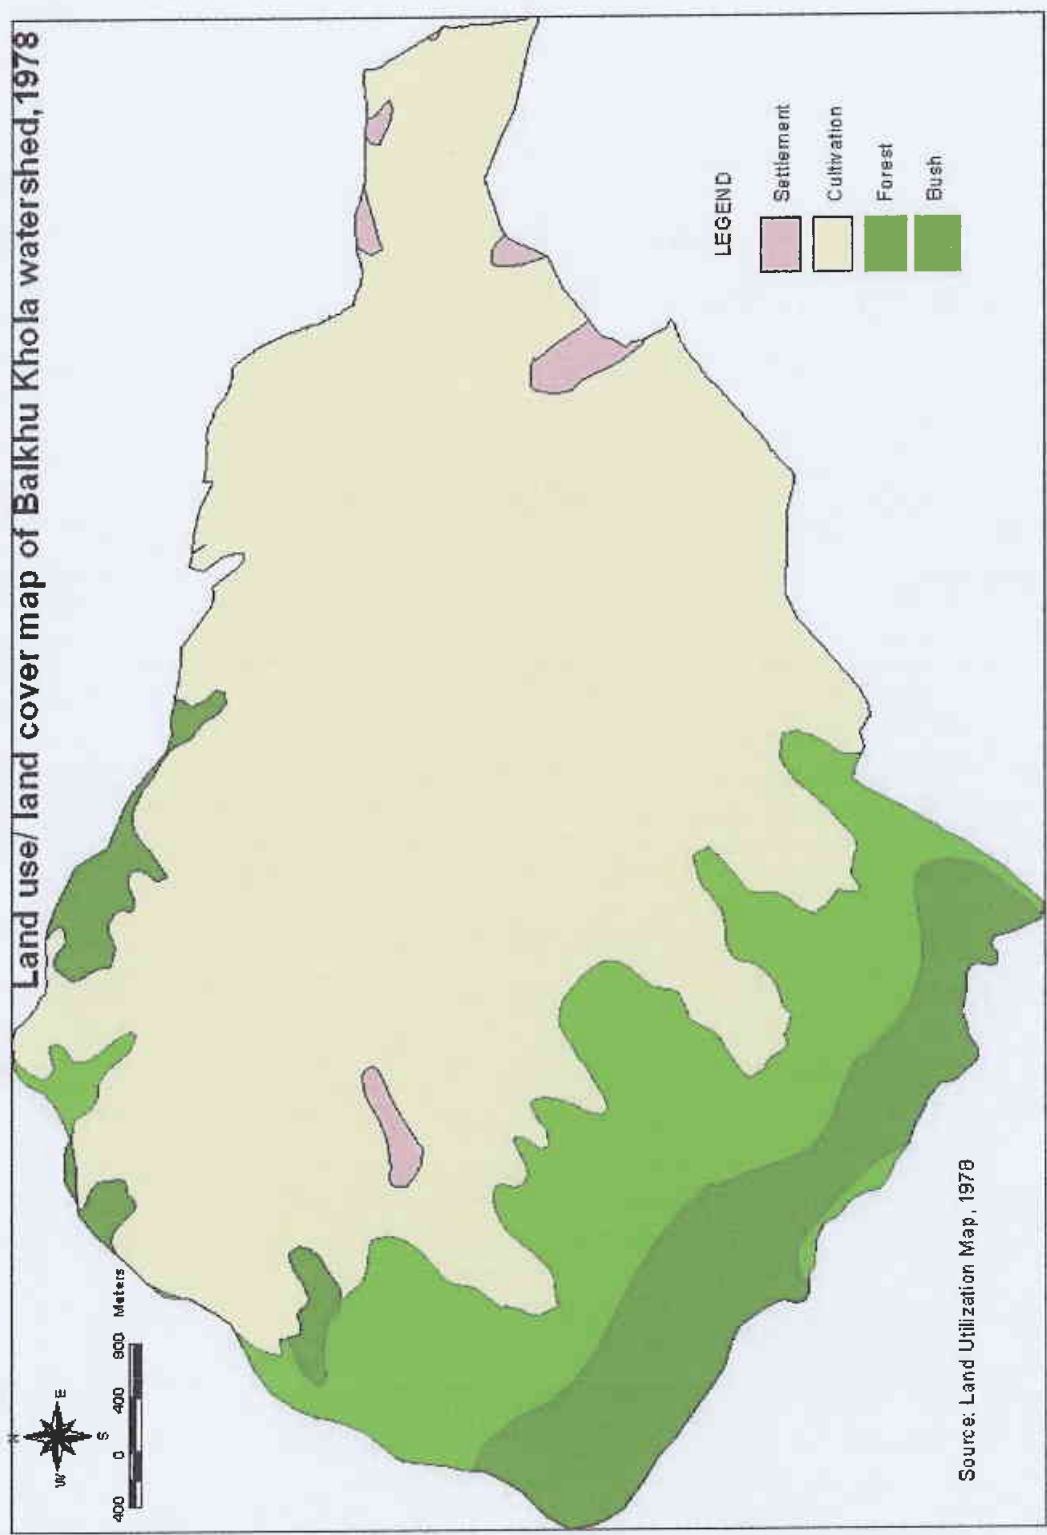 Land use/ land cover map of Balkhu Khola watershed,1978
N
W
E
S
400 0 400 800 Meters
LEGEND
Settlement
Cultivation
Forest
Bush
Source: Land Utilization Map, 1978